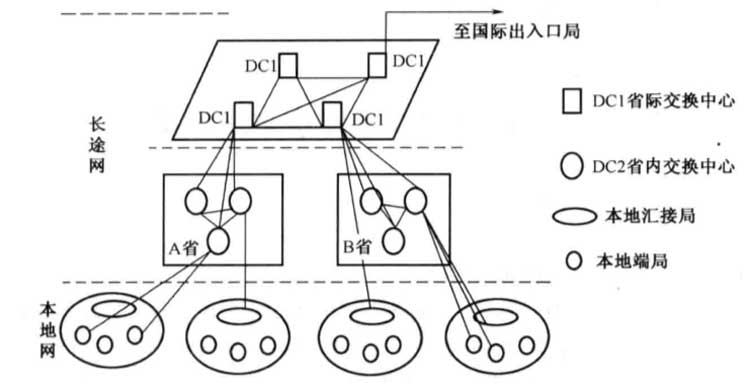 至国际出入口局
DC1
DC1
DC1
DC1
长途网
A省
B省
本地网
DC1省际交换中心
DC2省内交换中心
本地汇接局
本地端局